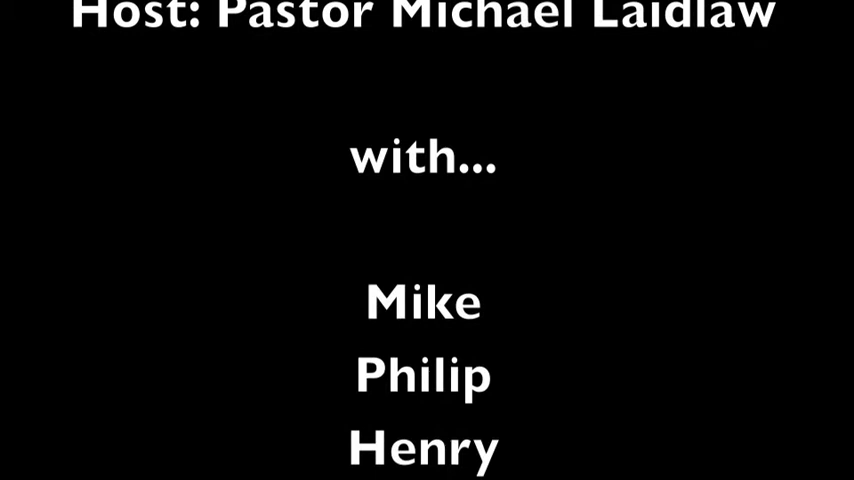 Host: Pastor Michael Laidlaw
with...
Mike
Philip
Henry